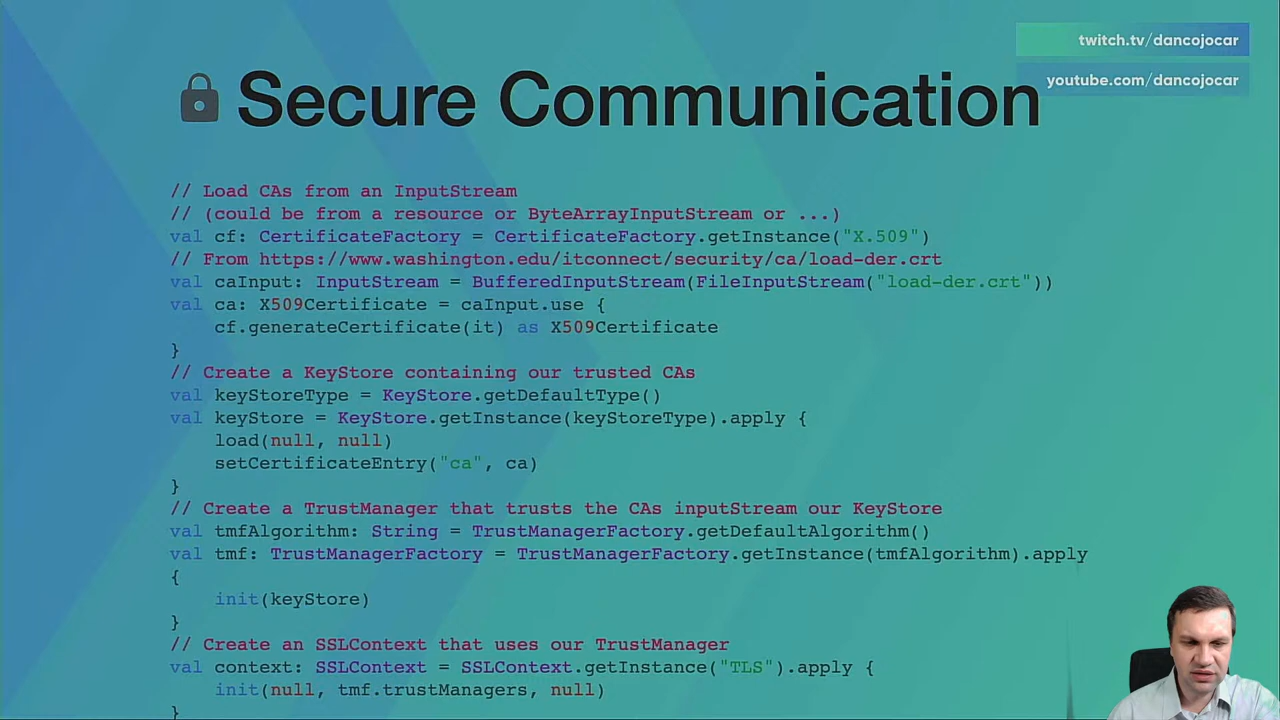 twitch.tv/dancojocar
youtube.com/dancojocar
Secure Communication
// Load CAs from an InputStream
// (could be from a resource or ByteArrayInputStream or ...)
val cf: CertificateFactory = CertificateFactory.getInstance("X.509")
// From https://www.washington.edu/itconnect/security/ca/load-der.crt
val caInput: InputStream = BufferedInputStream(FileInputStream("load-der.crt"))
val ca: X509Certificate = caInput.use {
    cf.generateCertificate(it) as X509Certificate
}
// Create a KeyStore containing our trusted CAs
val keyStoreType = KeyStore.getDefaultType()
val keyStore = KeyStore.getInstance(keyStoreType).apply {
    load(null, null)
    setCertificateEntry("ca", ca)
}
// Create a TrustManager that trusts the CAs inputStream our KeyStore
val tmfAlgorithm: String = TrustManagerFactory.getDefaultAlgorithm()
val tmf: TrustManagerFactory = TrustManagerFactory.getInstance(tmfAlgorithm).apply
{
    init(keyStore)
}
// Create an SSLContext that uses our TrustManager
val context: SSLContext = SSLContext.getInstance("TLS").apply {
    init(null, tmf.trustManagers, null)
}